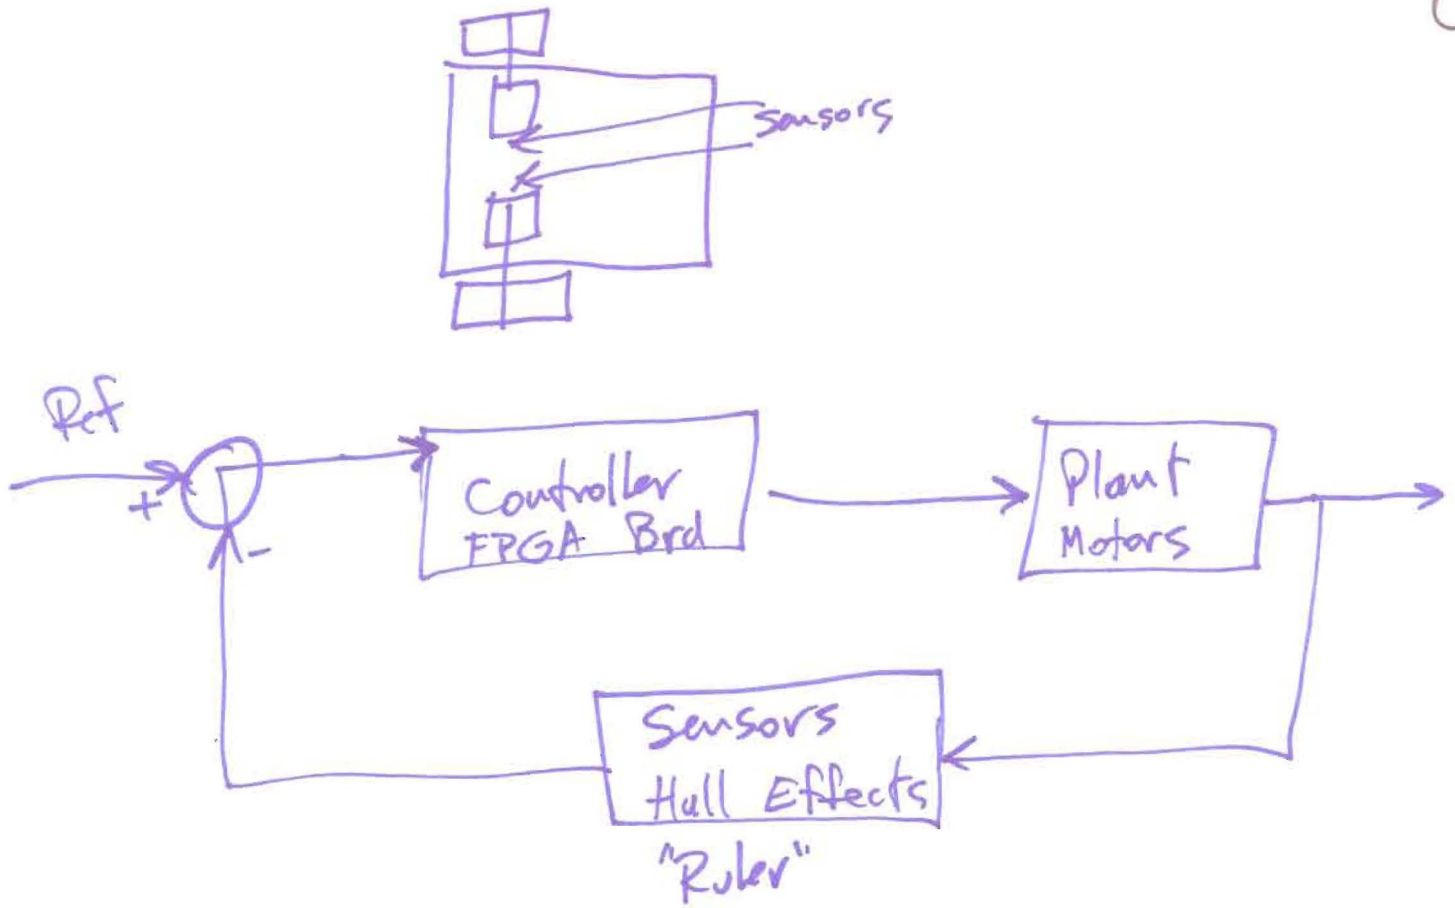 sensors
Ref
+
-
Controller
FPGA Brd
Plant
Motors
Sensors
Hall Effects
"Ruler"